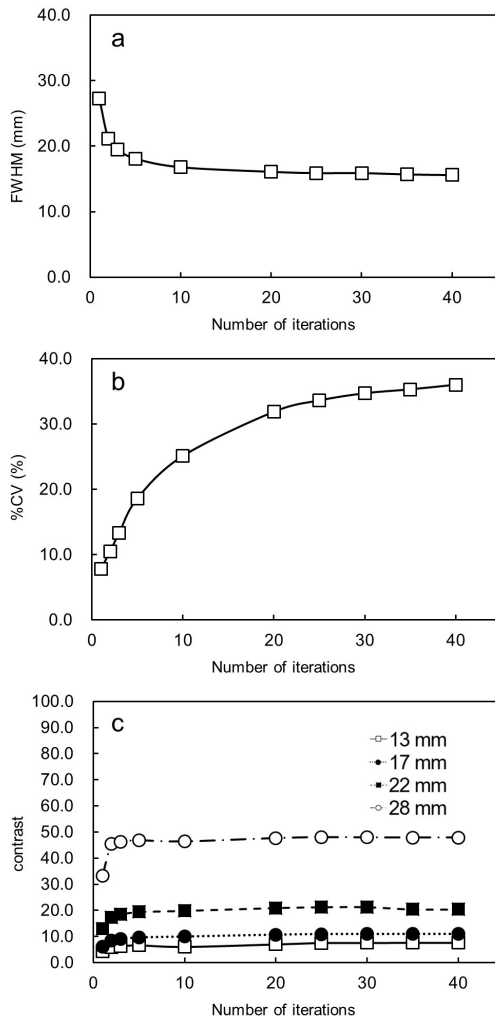 a
40.0
30.0
20.0
10.0
0.0
FWHM (mm)
0 10 20 30 40
Number of iterations
b
40.0
30.0
20.0
10.0
0.0
%CV (%)
0 10 20 30 40
Number of iterations
c
100.0
90.0
80.0
70.0
60.0
50.0
40.0
30.0
20.0
10.0
0.0
contrast
13 mm
17 mm
22 mm
28 mm
0 10 20 30 40
Number of iterations